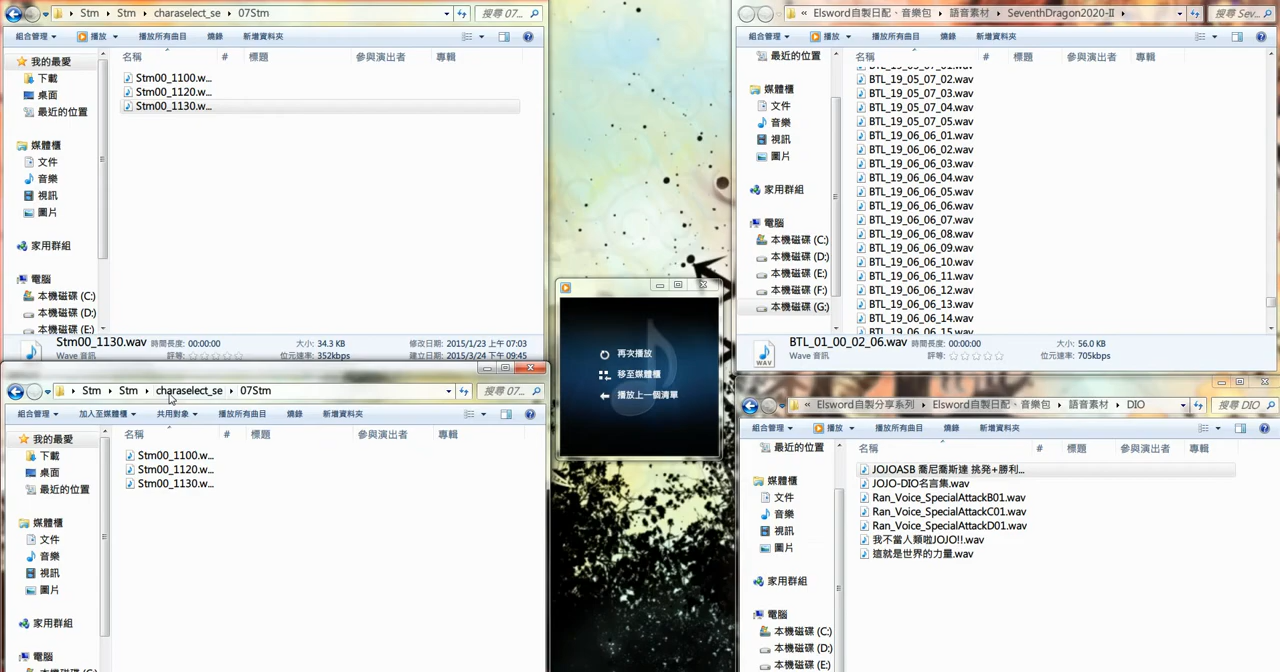 Stm Stm charaselect_se 07Stm 搜尋 07...
組合管理 播放 播放所有曲目 燒錄 新增資料夾
我的最愛
下載
桌面
最近的位置
媒體櫃
文件
音樂
視訊
圖片
家用群組
電腦
本機磁碟 (C:)
本機磁碟 (D:)
本機磁碟 (E:)
名稱 # 標題 參與演出者 專輯
Stm00_1100.w...
Stm00_1120.w...
Stm00_1130.w...
Stm00_1130.wav 時間長度: 00:00:00 大小: 34.3 KB 修改日期: 2015/1/23 上午 07:03
Wave 音訊 評等: 位元速率: 352kbps 建立日期: 2015/3/24 下午 09:45
« Elsword自製日配、音樂包 語音素材 SeventhDragon2020-II 搜尋 Sev...
組合管理 播放 播放所有曲目 燒錄 新增資料夾
最近的位置
媒體櫃
文件
音樂
視訊
圖片
家用群組
電腦
本機磁碟 (C:)
本機磁碟 (D:)
本機磁碟 (E:)
本機磁碟 (F:)
本機磁碟 (G:)
名稱 # 標題 參與演出者 專輯
BTL_19_05_07_01.wav
BTL_19_05_07_02.wav
BTL_19_05_07_03.wav
BTL_19_05_07_04.wav
BTL_19_05_07_05.wav
BTL_19_06_06_01.wav
BTL_19_06_06_02.wav
BTL_19_06_06_03.wav
BTL_19_06_06_04.wav
BTL_19_06_06_05.wav
BTL_19_06_06_06.wav
BTL_19_06_06_07.wav
BTL_19_06_06_08.wav
BTL_19_06_06_09.wav
BTL_19_06_06_10.wav
BTL_19_06_06_11.wav
BTL_19_06_06_12.wav
BTL_19_06_06_13.wav
BTL_19_06_06_14.wav
BTL_19_06_06_15.wav
WAV
BTL_01_00_02_06.wav 時間長度: 00:00:00 大小: 56.0 KB
Wave 音訊 評等: 位元速率: 705kbps
再次播放
移至媒體櫃
播放上一個清單
Stm Stm charaselect_se 07Stm 搜尋 07...
組合管理 加入至媒體櫃 共用對象 播放所有曲目 燒錄 新增資料夾
我的最愛
下載
桌面
最近的位置
媒體櫃
文件
音樂
視訊
圖片
家用群組
電腦
名稱 # 標題 參與演出者 專輯
Stm00_1100.w...
Stm00_1120.w...
Stm00_1130.w...
« Elsword自製分享系列 Elsword自製日配、音樂包 語音素材 DIO 搜尋 DIO
組合管理 播放 播放所有曲目 燒錄 新增資料夾
最近的位置
媒體櫃
文件
音樂
視訊
圖片
家用群組
電腦
本機磁碟 (C:)
本機磁碟 (D:)
本機磁碟 (E:)
名稱 # 標題 參與演出者 專輯
JOJOASB 喬尼喬斯達 挑発+勝利...
JOJO-DIO名言集.wav
Ran_Voice_SpecialAttackB01.wav
Ran_Voice_SpecialAttackC01.wav
Ran_Voice_SpecialAttackD01.wav
我不當人類啦JOJO!!.wav
這就是世界的力量.wav